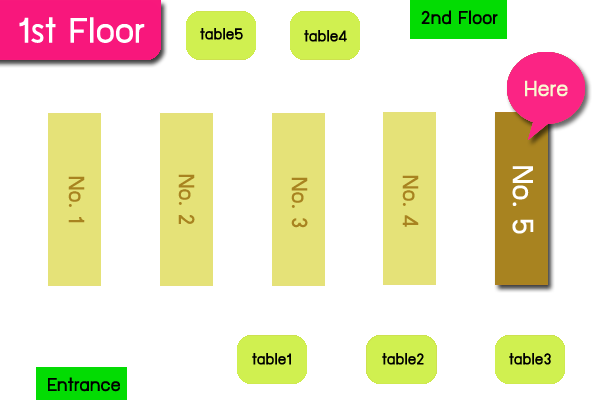 1st Floor
table5
table4
2nd Floor
Here
No. 1
No. 2
No. 3
No. 4
No. 5
table1
table2
table3
Entrance